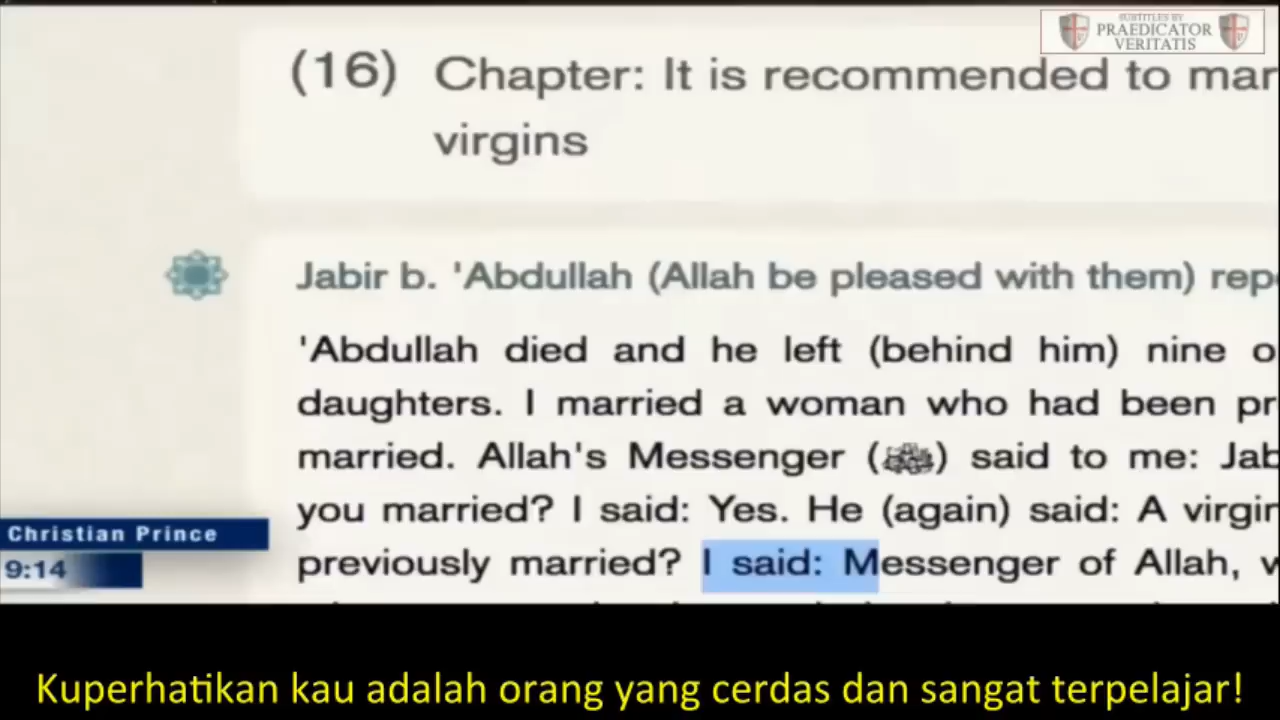 SUBTITLES BY
PRAEDICATOR
VERITATIS
(16) Chapter: It is recommended to mar
virgins
Jabir b. 'Abdullah (Allah be pleased with them) rep
'Abdullah died and he left (behind him) nine o
daughters. I married a woman who had been pr
married. Allah's Messenger (ﷺ) said to me: Jab
you married? I said: Yes. He (again) said: A virgin
previously married? I said: Messenger of Allah, w
Christian Prince
9:14
Kuperhatikan kau adalah orang yang cerdas dan sangat terpelajar!